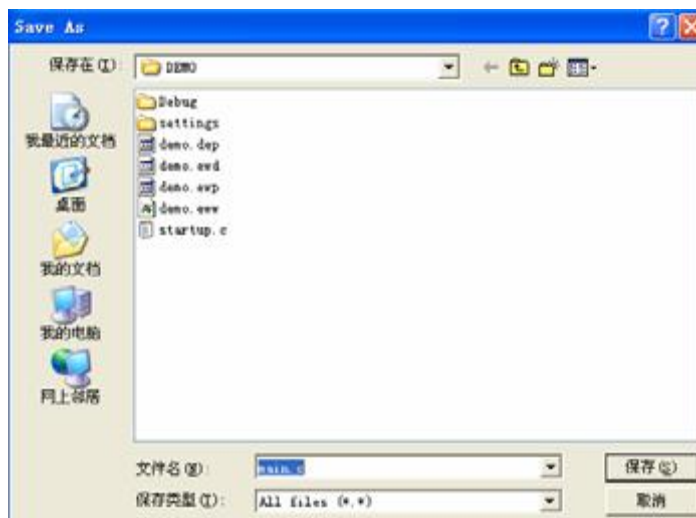 Save As
保存在(I):
DEMO
Debug
settings
demo.dep
demo.ewd
demo.ewp
demo.eww
startup.c
我最近的文档
桌面
我的文档
我的电脑
网上邻居
文件名(N):
main.c
保存(S)
保存类型(T):
All files (*.*)
取消